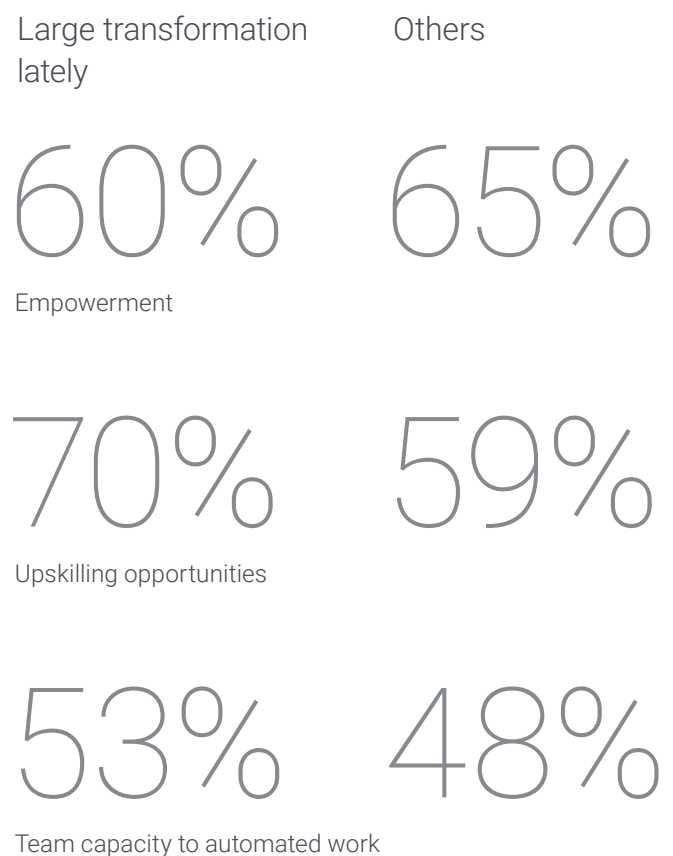 Large transformation Others
lately
60% 65%
Empowerment
70% 59%
Upskilling opportunities
53% 48%
Team capacity to automated work